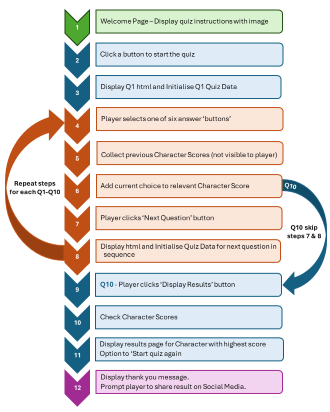 1
Welcome Page – Display quiz instructions with image
2
Click a button to start the quiz
3
Display Q1 html and Initialise Q1 Quiz Data
4
Player selects one of six answer ‘buttons’
5
Collect previous Character Scores (not visible to player)
6
Add current choice to relevant Character Score
7
Player clicks ‘Next Question’ button
8
Display html and Initialise Quiz Data for next question in
sequence
9
Q10 - Player clicks ‘Display Results’ button
10
Check Character Scores
11
Display results page for Character with highest score
Option to ‘Start quiz again
12
Display thank you message.
Prompt player to share result on Social Media.
Repeat steps
for each Q1-Q10
Q10
Q10 skip
steps 7 & 8